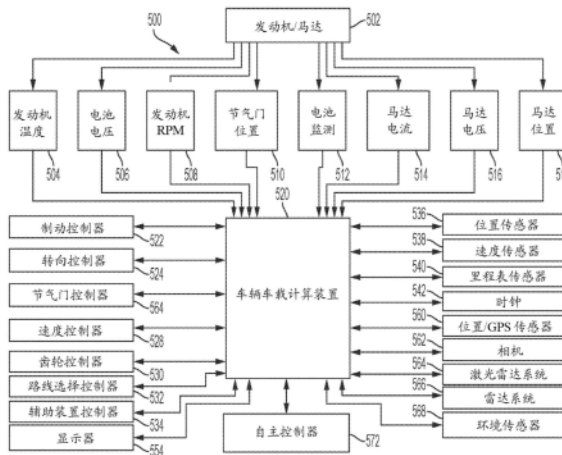 500
发动机/马达
502
发动机
温度
504
电池
电压
506
发动机
RPM
508
节气门
位置
510
电池
监测
512
马达
电流
514
马达
电压
516
马达
位置
520
车辆车载计算装置
制动控制器
522
转向控制器
524
节气门控制器
564
速度控制器
528
齿轮控制器
530
路线选择控制器
532
辅助装置控制器
534
显示器
554
536
位置传感器
538
速度传感器
540
里程表传感器
542
时钟
560
位置/GPS 传感器
562
相机
564
激光雷达系统
566
雷达系统
568
环境传感器
自主控制器
572